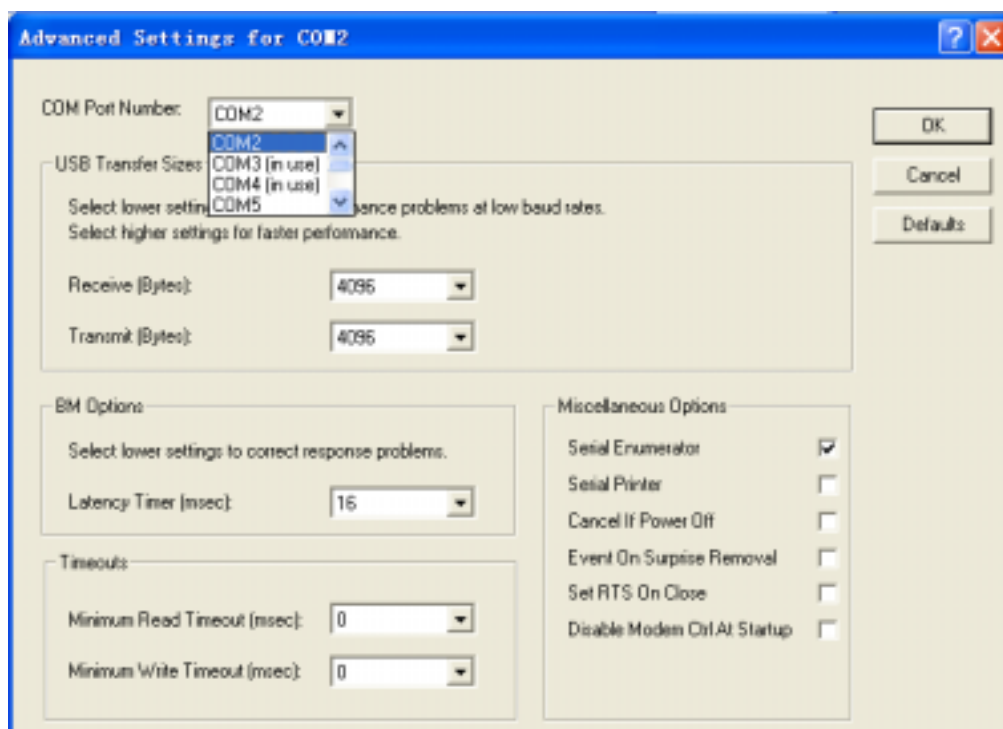 Advanced Settings for COM2
COM Port Number:
COM2
OK
COM2
COM3 (in use)
COM4 (in use)
COM5
USB Transfer Sizes
Cancel
Select lower settin ance problems at low baud rates.
Defaults
Select higher settings for faster performance.
Receive (Bytes):
4096
Transmit (Bytes):
4096
BM Options
Select lower settings to correct response problems.
Latency Timer (msec):
16
Miscellaneous Options
Serial Enumerator
Serial Printer
Cancel If Power Off
Event On Surprise Removal
Set RTS On Close
Disable Modem Ctrl At Startup
Timeouts
Minimum Read Timeout (msec):
0
Minimum Write Timeout (msec):
0